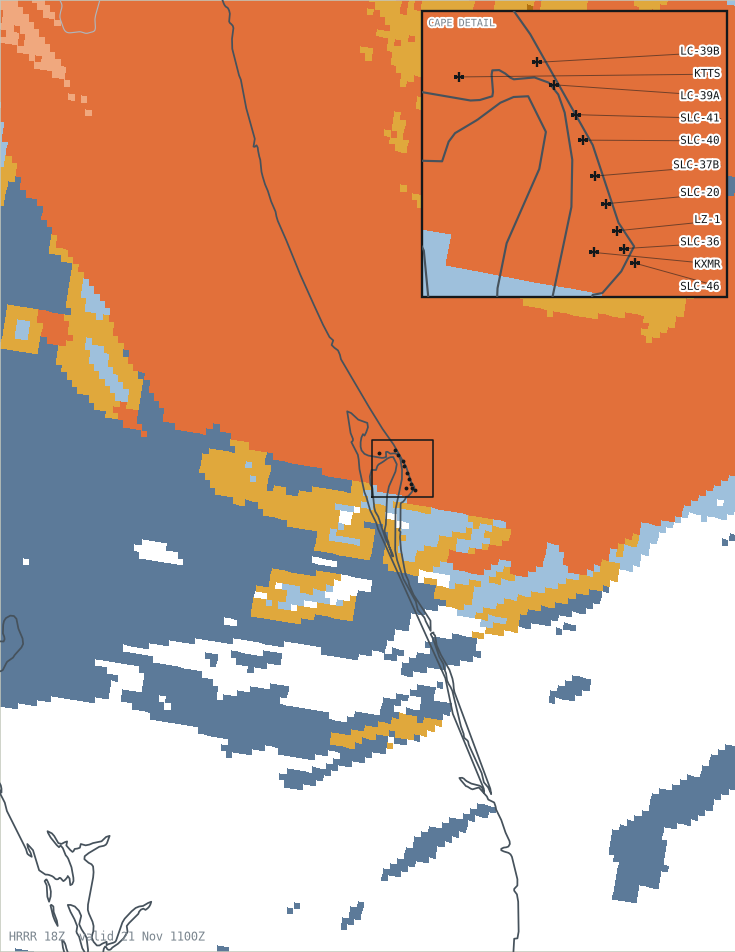 CAPE DETAIL
LC-39B
KTTS
LC-39A
SLC-41
SLC-40
SLC-37B
SLC-20
LZ-1
SLC-36
KXMR
SLC-46
HRRR 18Z  valid 21 Nov 1100Z